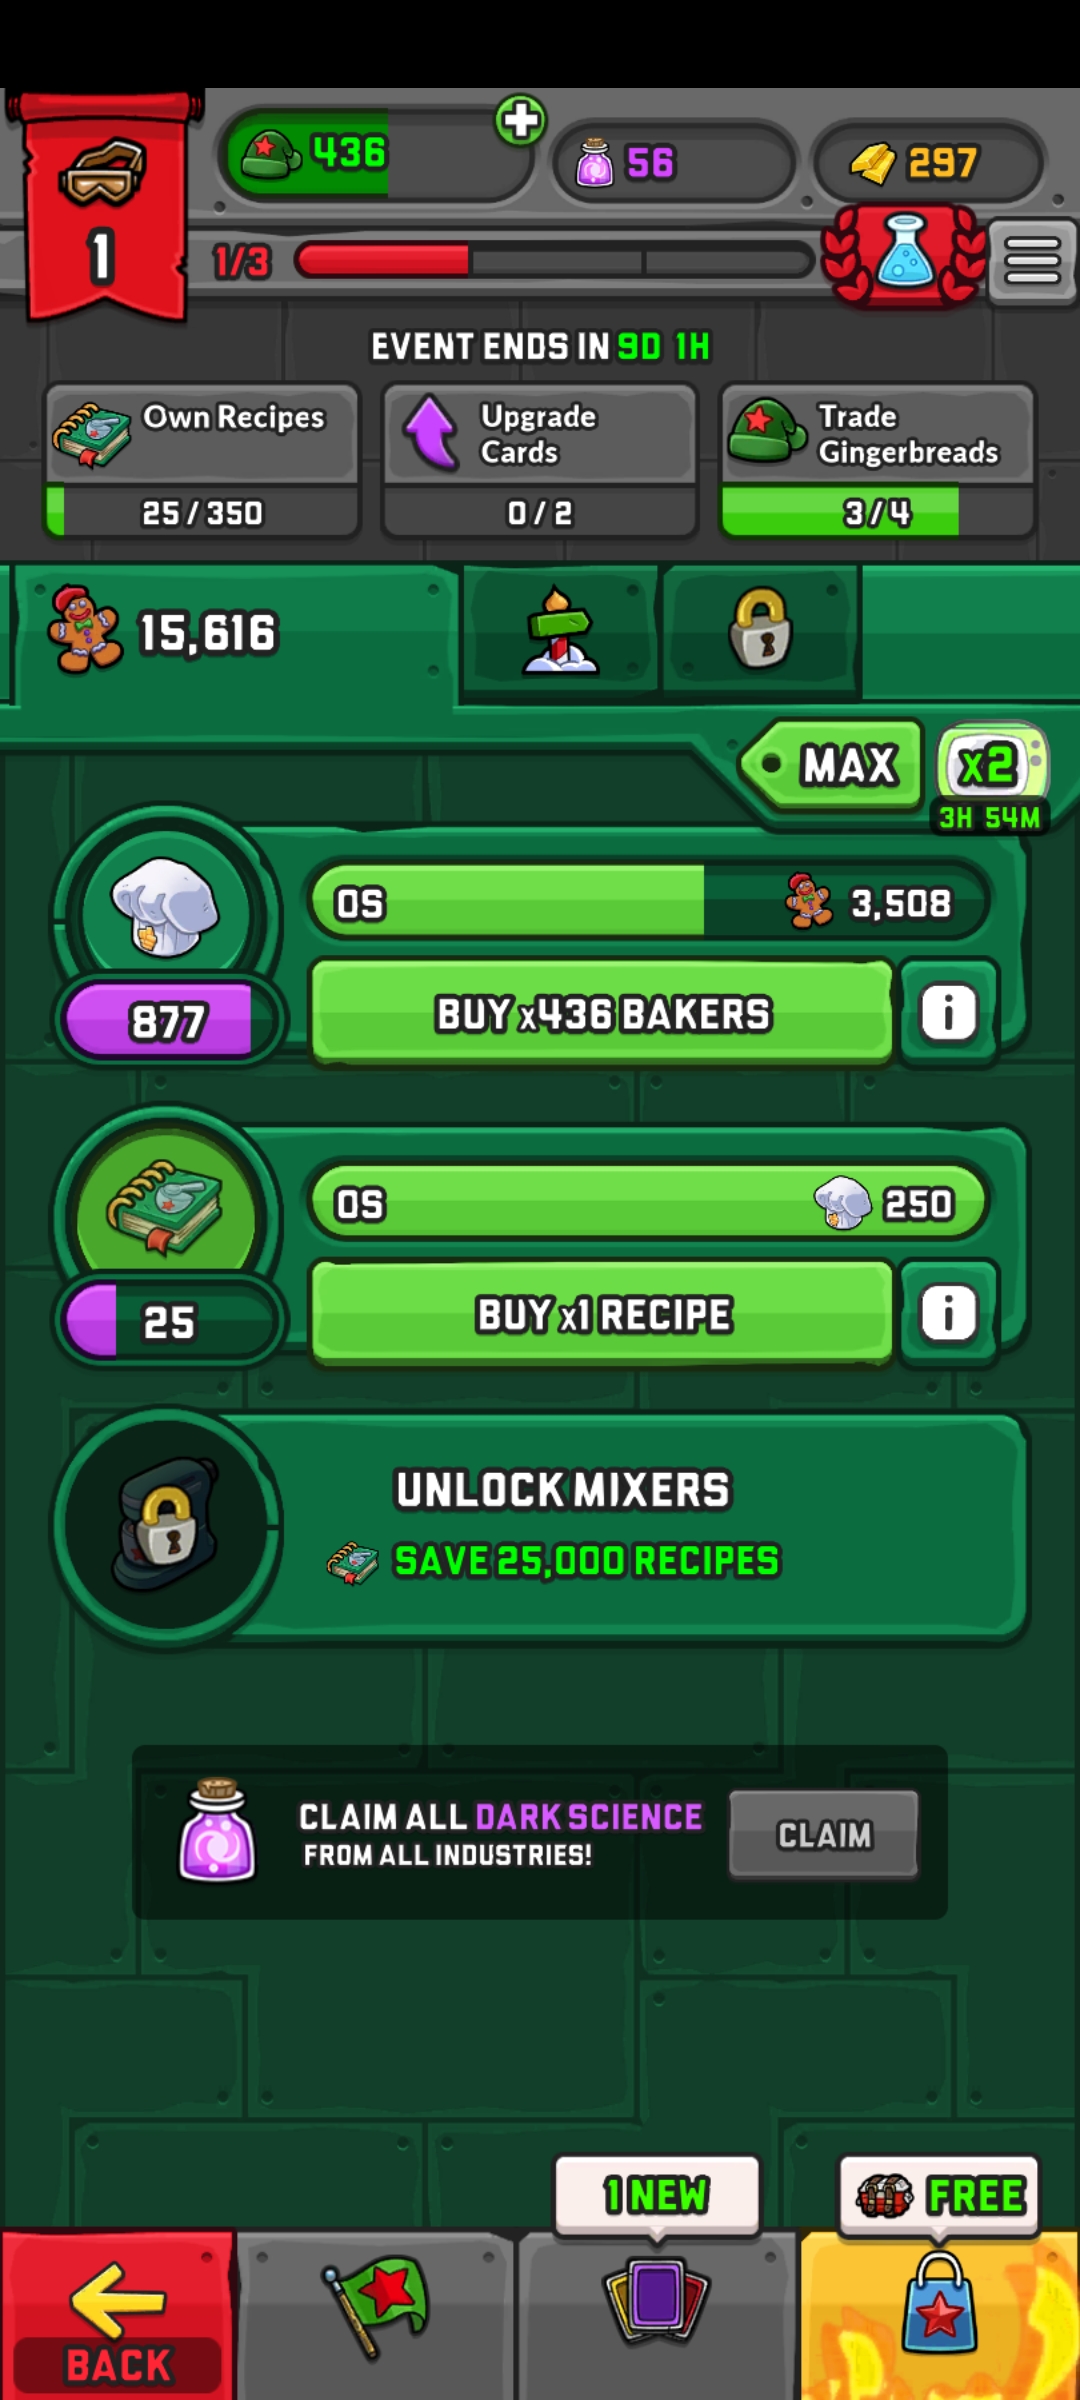 436
56
297
1
1/3
EVENT ENDS IN 9D 1H
Own Recipes
25/350
Upgrade
Cards
0/2
Trade
Gingerbreads
3/4
15,616
MAX
x2
3H 54M
0S
3,508
877
BUY x436 BAKERS
i
0S
250
25
BUY x1 RECIPE
i
UNLOCK MIXERS
SAVE 25,000 RECIPES
CLAIM ALL DARK SCIENCE
FROM ALL INDUSTRIES!
CLAIM
1 NEW
FREE
BACK